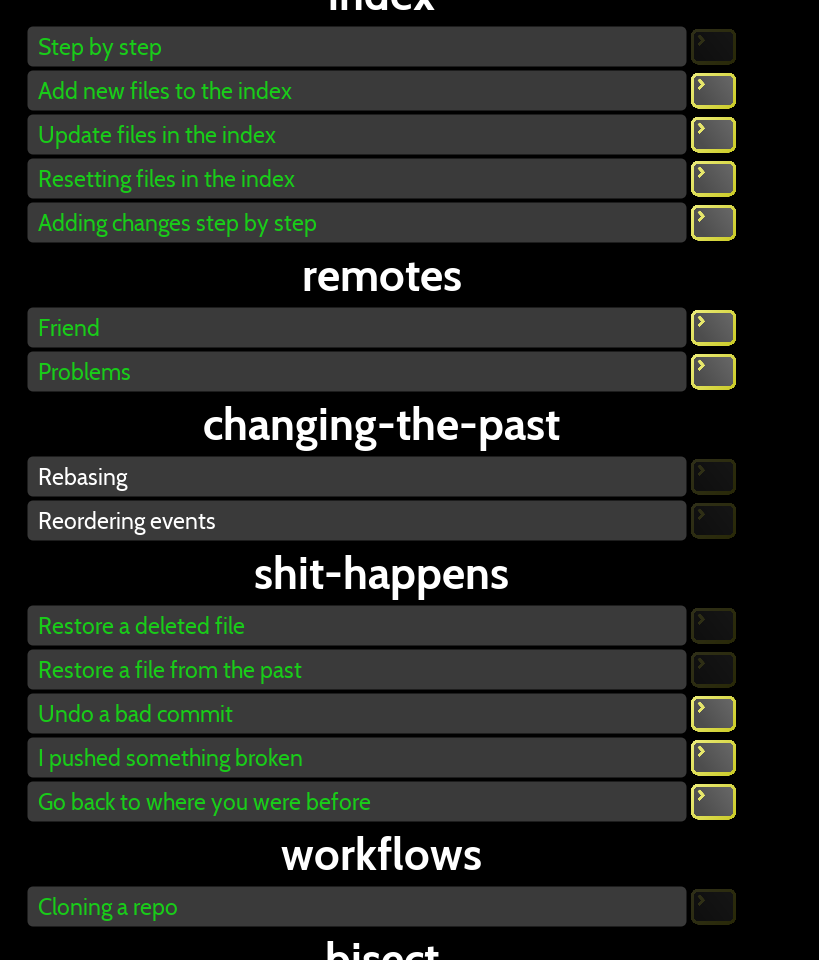 index
Step by step
Add new files to the index
Update files in the index
Resetting files in the index
Adding changes step by step
remotes
Friend
Problems
changing-the-past
Rebasing
Reordering events
shit-happens
Restore a deleted file
Restore a file from the past
Undo a bad commit
I pushed something broken
Go back to where you were before
workflows
Cloning a repo
bisect